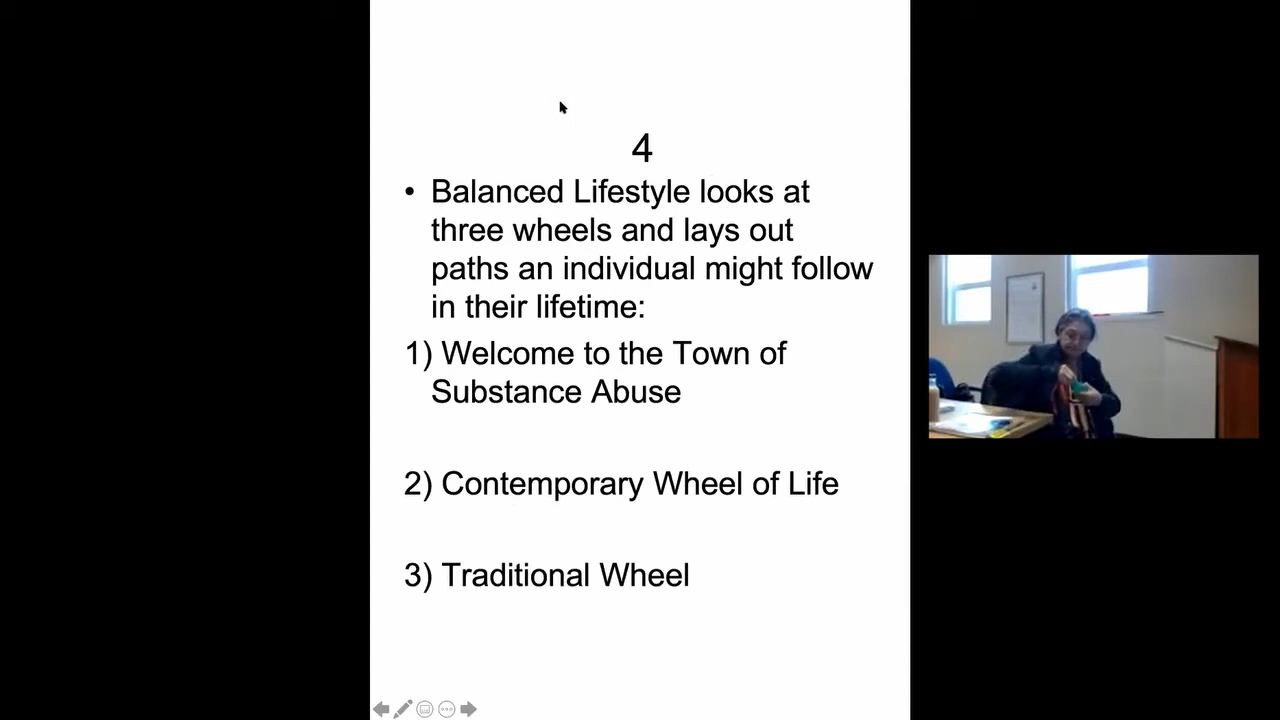 4
• Balanced Lifestyle looks at
three wheels and lays out
paths an individual might follow
in their lifetime:
1) Welcome to the Town of
Substance Abuse
2) Contemporary Wheel of Life
3) Traditional Wheel